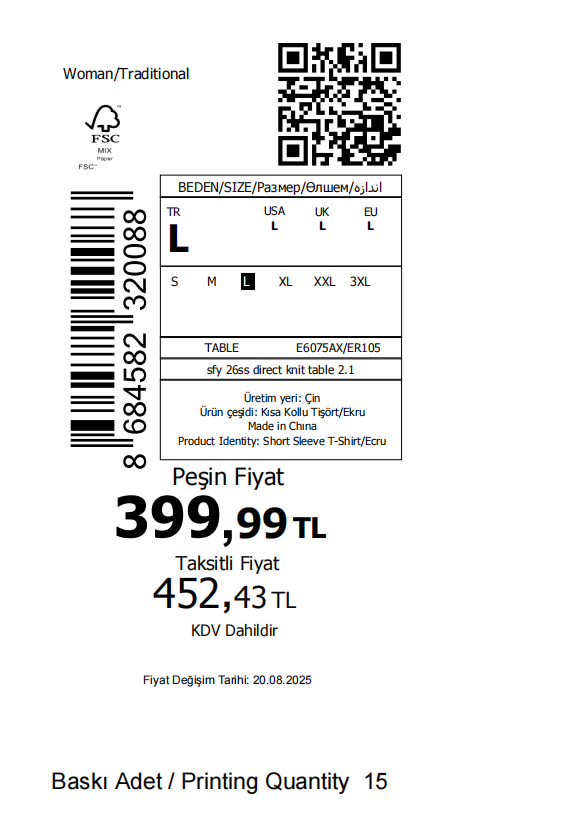 Woman/Traditional
FSC
™
MIX
Paper
FSC™
8 684582 320088
BEDEN/SIZE/Размер/Өлшем/اندازه
TR USA UK EU
L L L L
S M L XL XXL 3XL
TABLE E6075AX/ER105
sfy 26ss direct knit table 2.1
Üretim yeri: Çin
Ürün çeşidi: Kısa Kollu Tişört/Ekru
Made in China
Product Identity: Short Sleeve T-Shirt/Ecru
Peşin Fiyat
399,99 TL
Taksitli Fiyat
452,43 TL
KDV Dahildir
Fiyat Değişim Tarihi: 20.08.2025
Baskı Adet / Printing Quantity 15